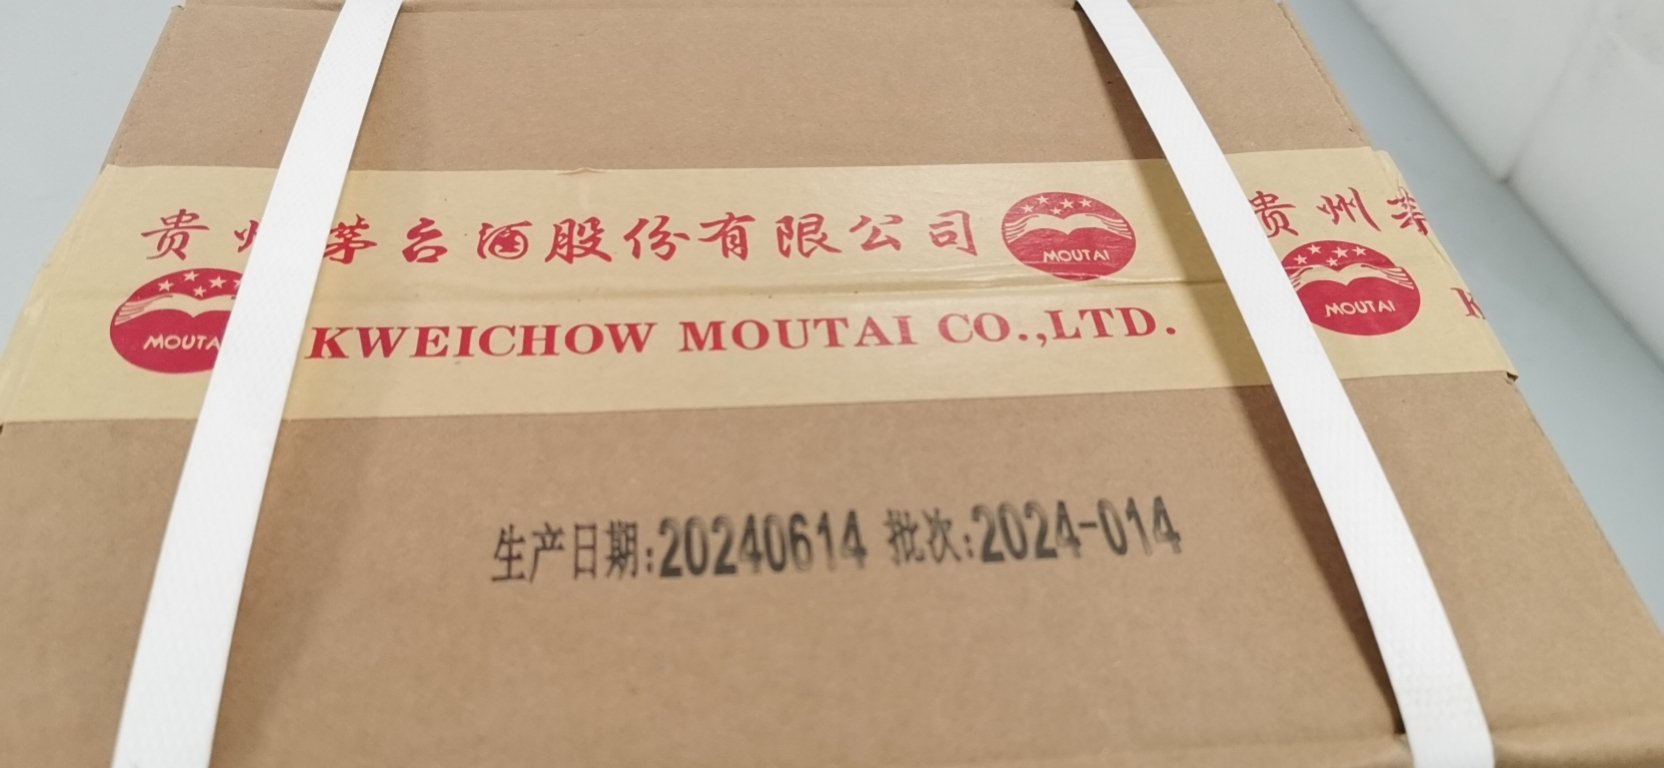 贵州茅台酒股份有限公司
MOUTAI
贵州茅
MOUTA
MOUTAI
KWEICHOW MOUTAI CO.,LTD.
K
生产日期:20240614 批次:2024-014